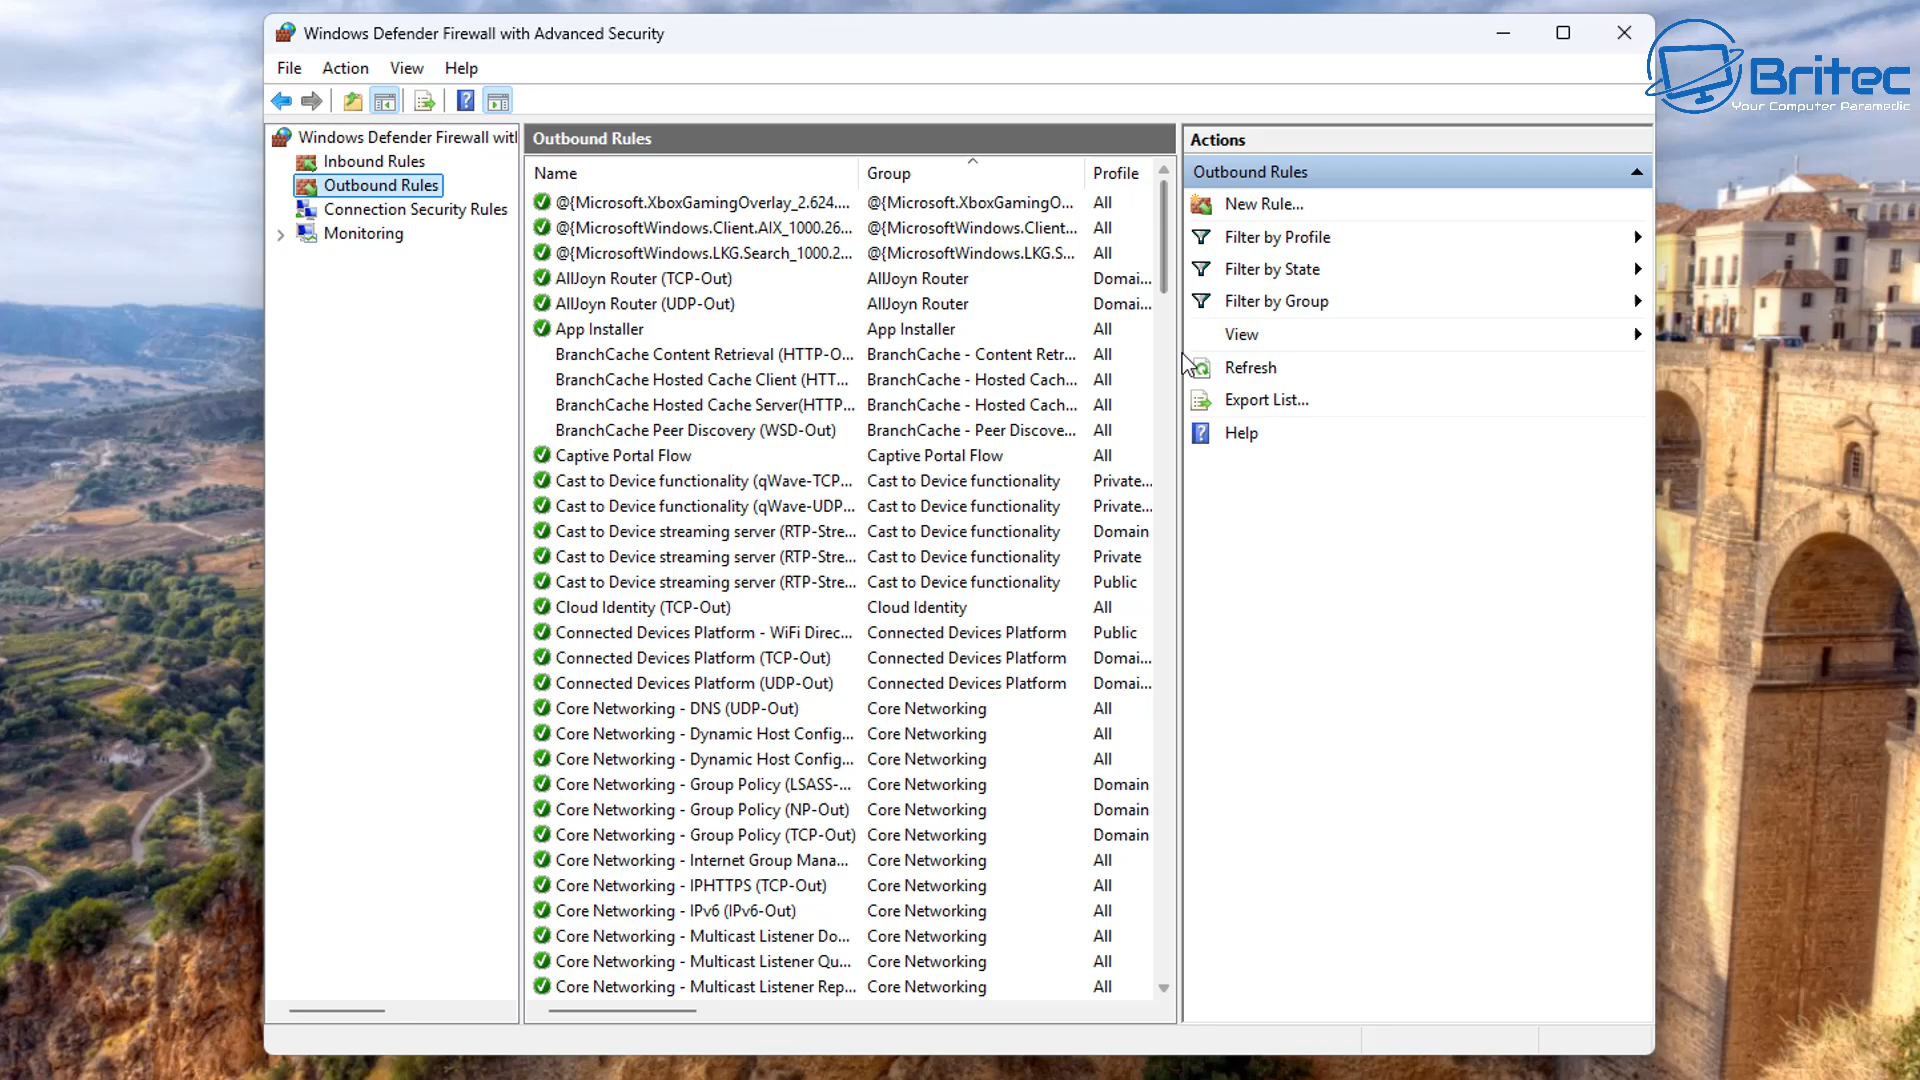 Windows Defender Firewall with Advanced Security
Britec
Your Computer Paramedic
File Action View Help
Windows Defender Firewall witl
Inbound Rules
Outbound Rules
Connection Security Rules
Monitoring
Outbound Rules
Name Group Profile
@{Microsoft.XboxGamingOverlay_2.624.... @{Microsoft.XboxGamingO... All
@{MicrosoftWindows.Client.AIX_1000.26... @{MicrosoftWindows.Client... All
@{MicrosoftWindows.LKG.Search_1000.2... @{MicrosoftWindows.LKG.S... All
AllJoyn Router (TCP-Out) AllJoyn Router Domai...
AllJoyn Router (UDP-Out) AllJoyn Router Domai...
App Installer App Installer All
BranchCache Content Retrieval (HTTP-O... BranchCache - Content Retr... All
BranchCache Hosted Cache Client (HTT... BranchCache - Hosted Cach... All
BranchCache Hosted Cache Server(HTTP... BranchCache - Hosted Cach... All
BranchCache Peer Discovery (WSD-Out) BranchCache - Peer Discove... All
Captive Portal Flow Captive Portal Flow All
Cast to Device functionality (qWave-TCP... Cast to Device functionality Private...
Cast to Device functionality (qWave-UDP... Cast to Device functionality Private...
Cast to Device streaming server (RTP-Stre... Cast to Device functionality Domain
Cast to Device streaming server (RTP-Stre... Cast to Device functionality Private
Cast to Device streaming server (RTP-Stre... Cast to Device functionality Public
Cloud Identity (TCP-Out) Cloud Identity All
Connected Devices Platform - WiFi Direc... Connected Devices Platform Public
Connected Devices Platform (TCP-Out) Connected Devices Platform Domai...
Connected Devices Platform (UDP-Out) Connected Devices Platform Domai...
Core Networking - DNS (UDP-Out) Core Networking All
Core Networking - Dynamic Host Config... Core Networking All
Core Networking - Dynamic Host Config... Core Networking All
Core Networking - Group Policy (LSASS-... Core Networking Domain
Core Networking - Group Policy (NP-Out) Core Networking Domain
Core Networking - Group Policy (TCP-Out) Core Networking Domain
Core Networking - Internet Group Mana... Core Networking All
Core Networking - IPHTTPS (TCP-Out) Core Networking All
Core Networking - IPv6 (IPv6-Out) Core Networking All
Core Networking - Multicast Listener Do... Core Networking All
Core Networking - Multicast Listener Qu... Core Networking All
Core Networking - Multicast Listener Rep... Core Networking All
Actions
Outbound Rules
New Rule...
Filter by Profile
Filter by State
Filter by Group
View
Refresh
Export List...
Help